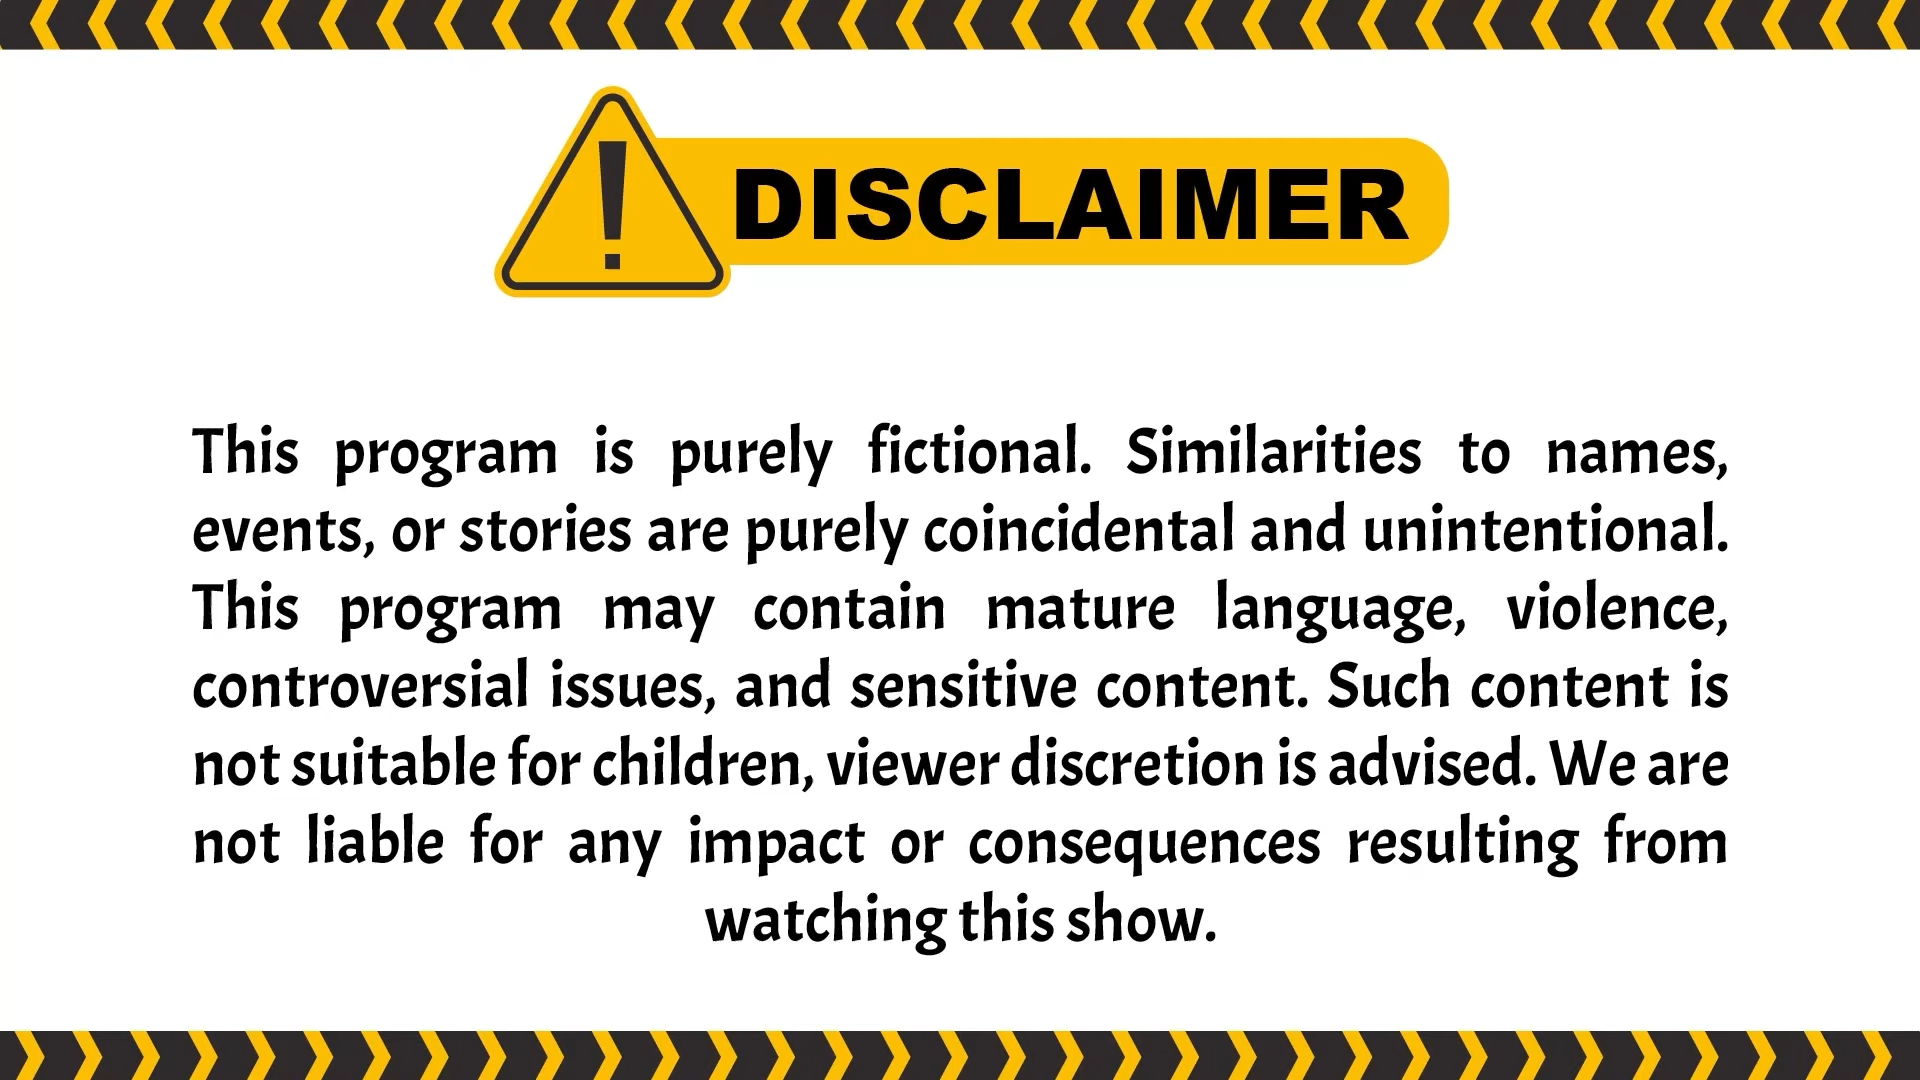 DISCLAIMER
This program is purely fictional. Similarities to names,
events, or stories are purely coincidental and unintentional.
This program may contain mature language, violence,
controversial issues, and sensitive content. Such content is
not suitable for children, viewer discretion is advised. We are
not liable for any impact or consequences resulting from
watching this show.